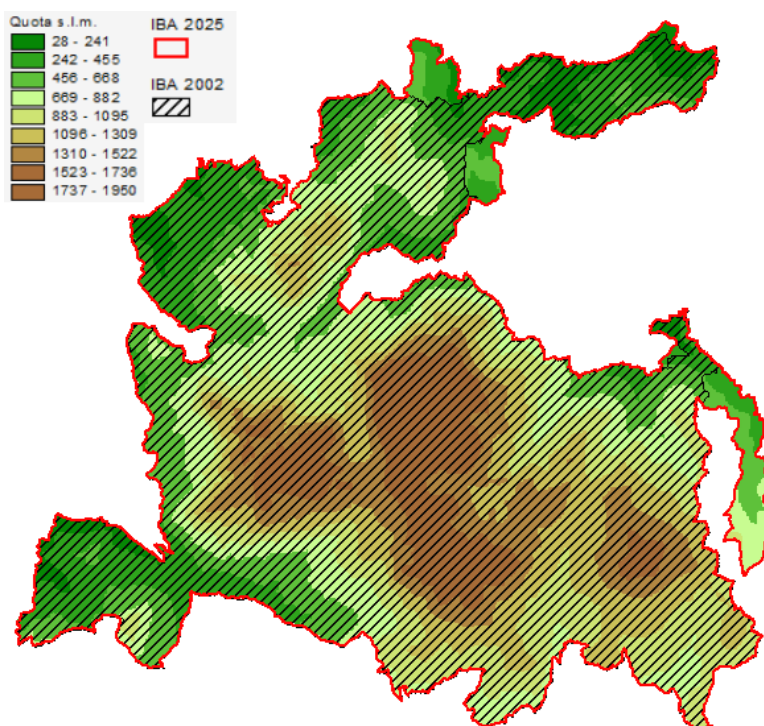 Quota s.l.m.
28 - 241
242 - 455
456 - 668
669 - 882
883 - 1095
1096 - 1309
1310 - 1522
1523 - 1736
1737 - 1950
IBA 2025
IBA 2002